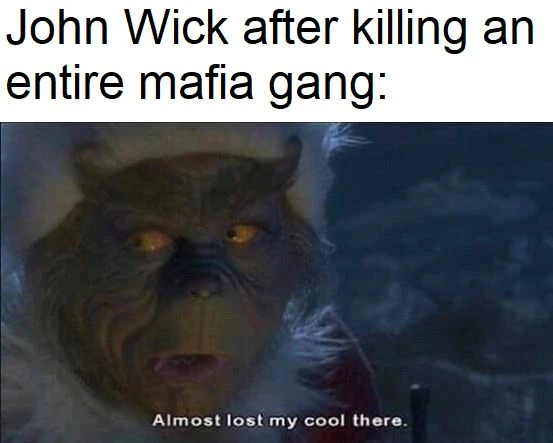 John Wick after killing an
entire mafia gang:
Almost lost my cool there.